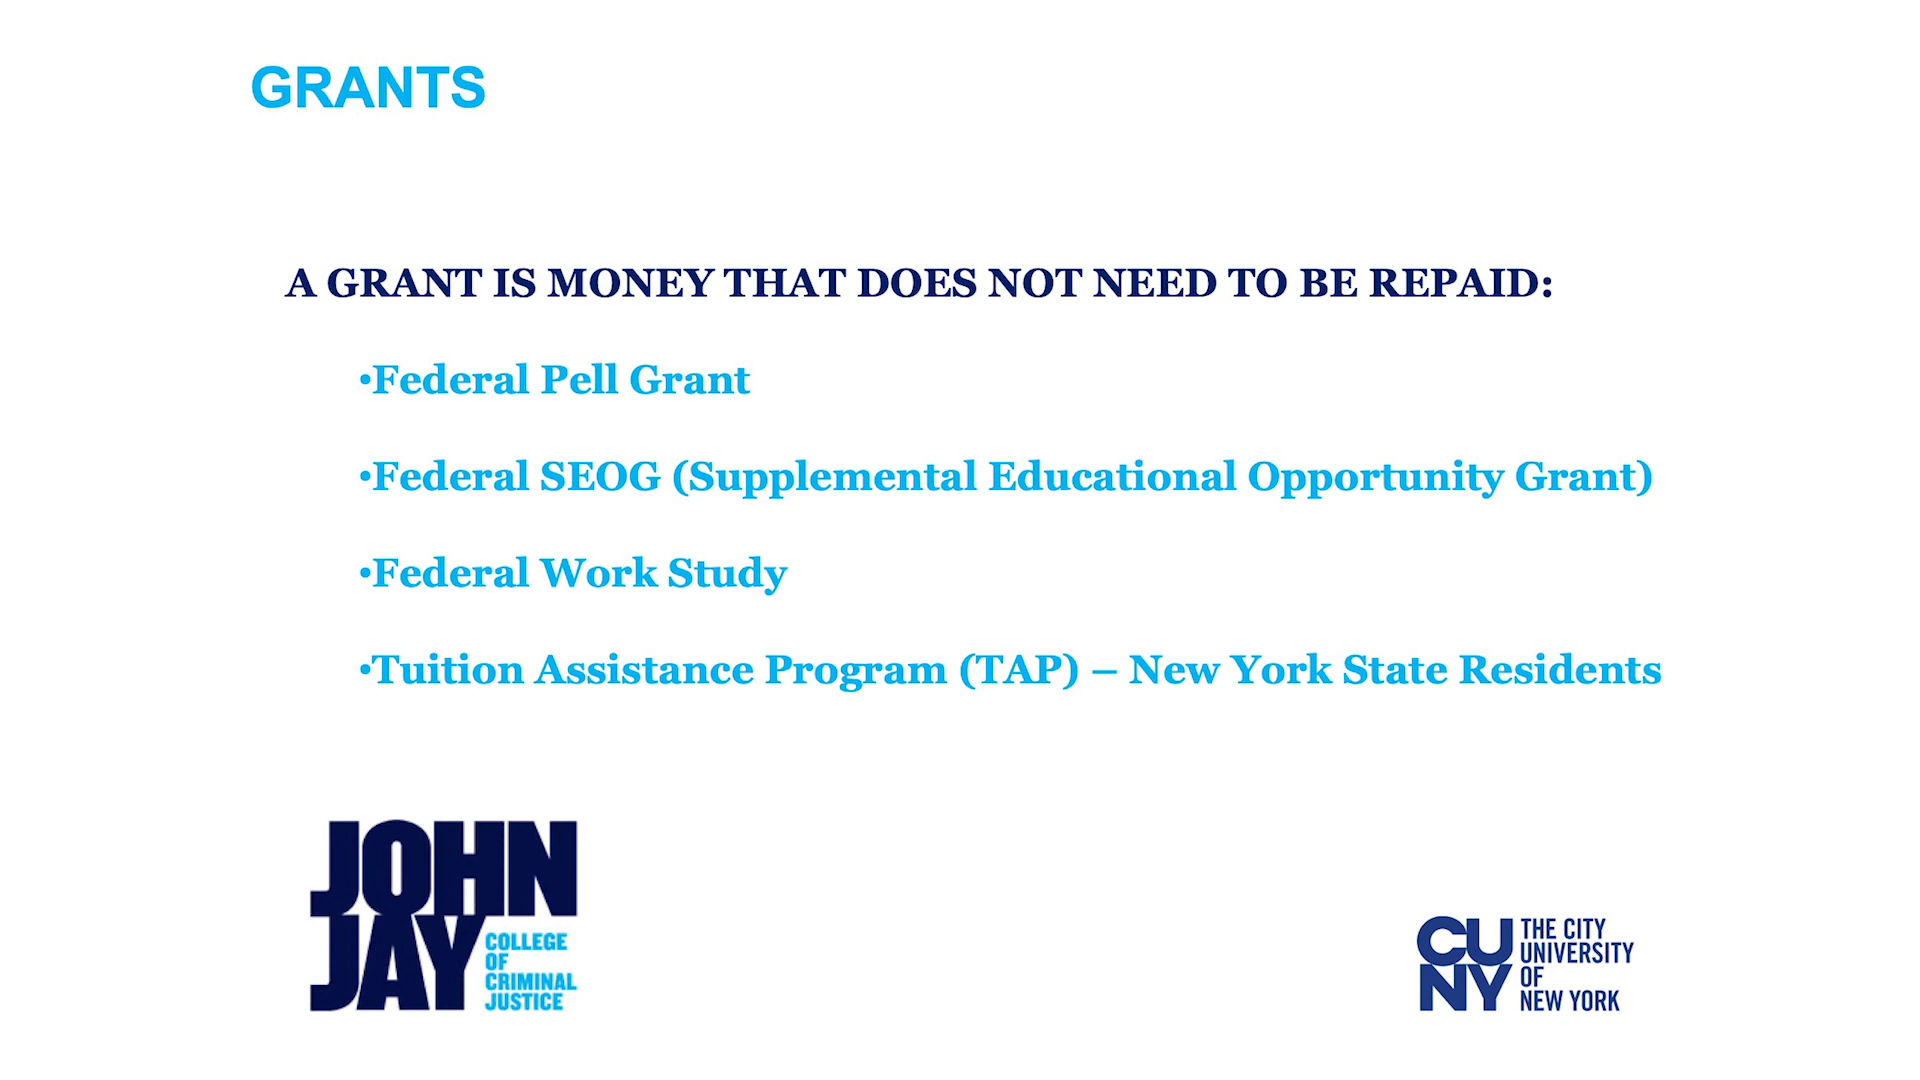 GRANTS
A GRANT IS MONEY THAT DOES NOT NEED TO BE REPAID:
•Federal Pell Grant
•Federal SEOG (Supplemental Educational Opportunity Grant)
•Federal Work Study
•Tuition Assistance Program (TAP) – New York State Residents
JOHN
JAY
COLLEGE
OF
CRIMINAL
JUSTICE
CU
NY
THE CITY
UNIVERSITY
OF
NEW YORK